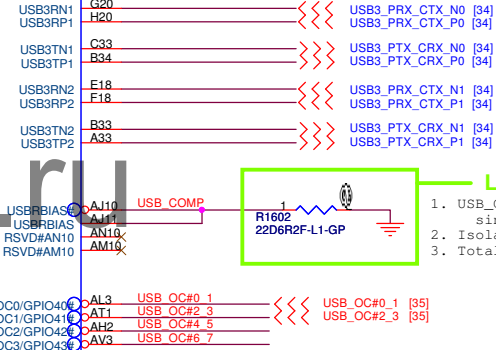 USB3RN1 G20 USB3_PRX_CTX_N0 [34]
USB3RP1 H20 USB3_PRX_CTX_P0 [34]
USB3TN1 C33 USB3_PTX_CRX_N0 [34]
USB3TP1 B34 USB3_PTX_CRX_P0 [34]
USB3RN2 E18 USB3_PRX_CTX_N1 [34]
USB3RP2 F18 USB3_PRX_CTX_P1 [34]
USB3TN2 B33 USB3_PTX_CRX_N1 [34]
USB3TP2 A33 USB3_PTX_CRX_P1 [34]
.ru
USBRBIAS# AJ10 USB_COMP 1
USBRBIAS AJ11 R1602
RSVD#AN10 AN10 22D6R2F-L1-GP
RSVD#AM10 AM10
L
1. USB_C
sin
2. Isola
3. Total
OC0/GPIO40# AL3 USB_OC#0_1 USB_OC#0_1 [35]
OC1/GPIO41# AT1 USB_OC#2_3 USB_OC#2_3 [35]
OC2/GPIO42# AH2 USB_OC#4_5
OC3/GPIO43# AV3 USB_OC#6_7